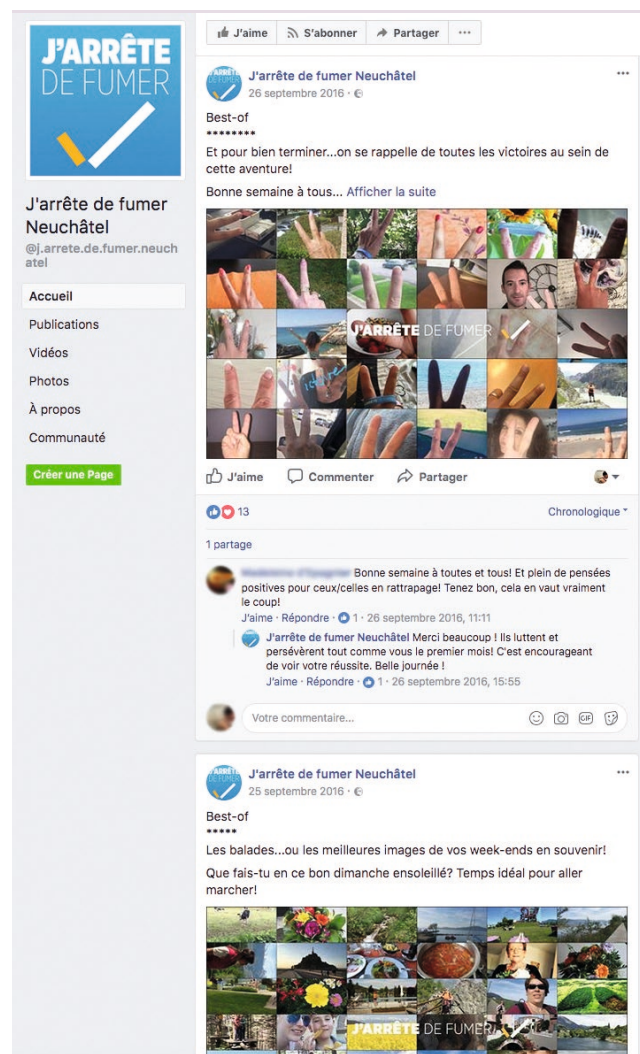 J'ARRÊTE
DE FUMER
J'arrête de fumer
Neuchâtel
@j.arrete.de.fumer.neuch
atel
Accueil
Publications
Vidéos
Photos
À propos
Communauté
Créer une Page
J'aime S'abonner Partager ...
J'ARRÊTE
DE FUMER
J'arrête de fumer Neuchâtel
26 septembre 2016 ·
Best-of
********
Et pour bien terminer...on se rappelle de toutes les victoires au sein de
cette aventure!
Bonne semaine à tous... Afficher la suite
J'ARRÊTE DE FUMER
J'aime Commenter Partager
13 Chronologique
1 partage
Bonne semaine à toutes et tous! Et plein de pensées
positives pour ceux/celles en rattrapage! Tenez bon, cela en vaut vraiment
le coup!
J'aime · Répondre · 1 · 26 septembre 2016, 11:11
J'arrête de fumer Neuchâtel Merci beaucoup ! Ils luttent et
persévèrent tout comme vous le premier mois! C'est encourageant
de voir votre réussite. Belle journée !
J'aime · Répondre · 1 · 26 septembre 2016, 15:55
Votre commentaire... GIF
J'ARRÊTE
DE FUMER
J'arrête de fumer Neuchâtel
25 septembre 2016 ·
Best-of
*****
Les balades...ou les meilleures images de vos week-ends en souvenir!
Que fais-tu en ce bon dimanche ensoleillé? Temps idéal pour aller
marcher!
J'ARRÊTE DE FUMER